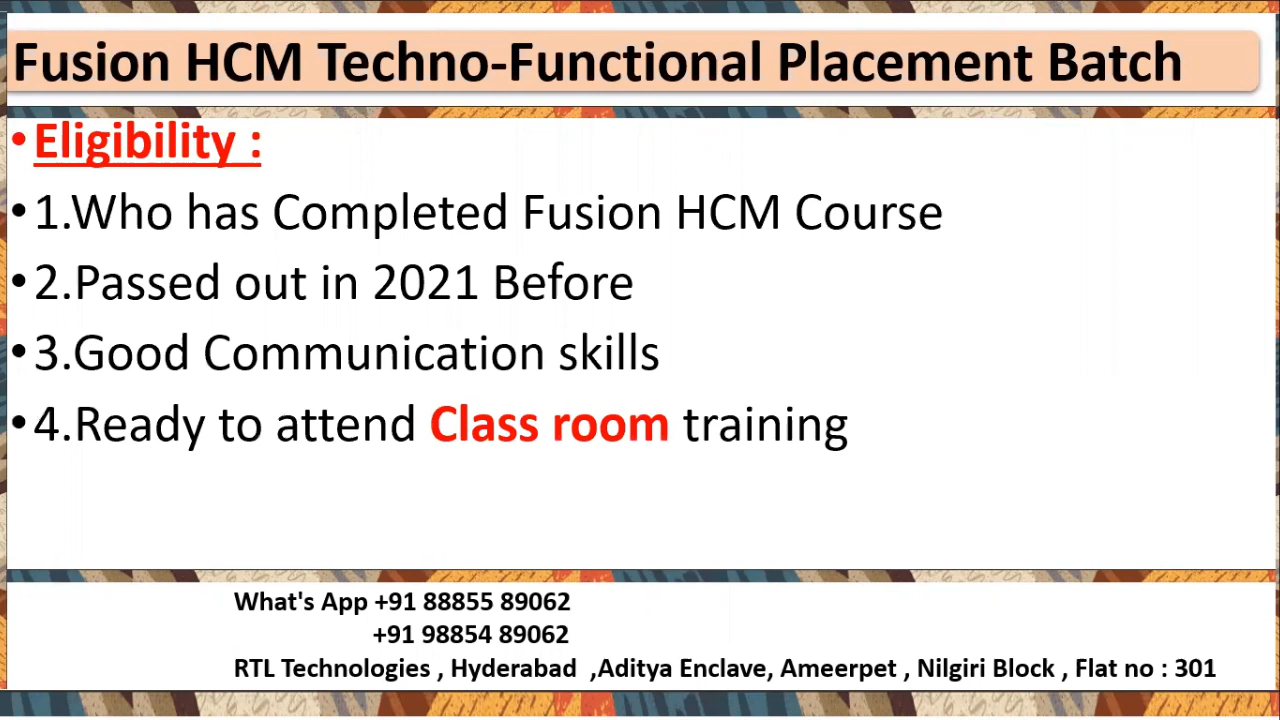 Fusion HCM Techno-Functional Placement Batch
•Eligibility :
•1.Who has Completed Fusion HCM Course
•2.Passed out in 2021 Before
•3.Good Communication skills
•4.Ready to attend Class room training
What's App +91 88855 89062
+91 98854 89062
RTL Technologies , Hyderabad ,Aditya Enclave, Ameerpet , Nilgiri Block , Flat no : 301